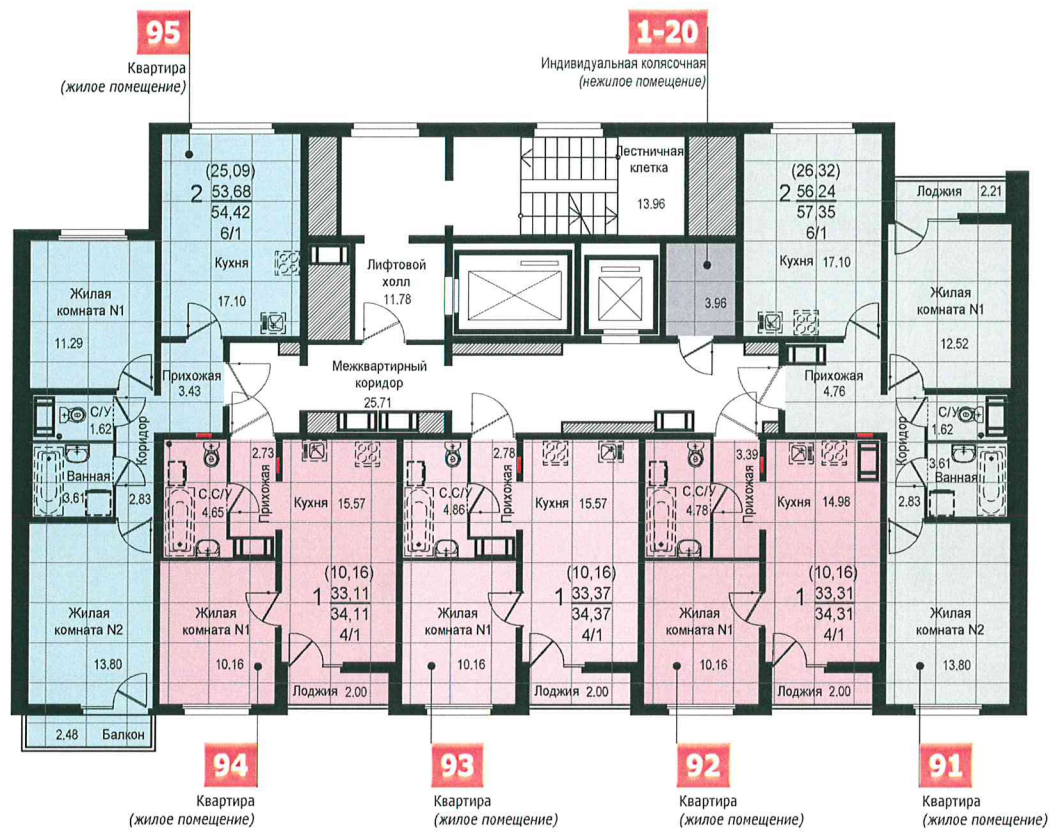 95
Квартира
(жилое помещение)
1-20
Индивидуальная колясочная
(нежилое помещение)
(25,09)
2 53,68
54,42
6/1
Кухня
17.10
Лестничная
клетка
13.96
(26,32)
2 56,24
57,35
6/1
Кухня
17.10
Лоджия 2.21
Жилая
комната N1
11.29
Лифтовой
холл
11.78
3.96
Жилая
комната N1
12.52
Прихожая
3.43
Межквартирный
коридор
25.71
Прихожая
4.76
С/У
1.62
Коридор
2.83
Ванная
3.61
С/У
1.62
Коридор
2.83
3.61
Ванная
2.73
Прихожая
С.С/У
4.65
Кухня 15.57
2.78
Прихожая
С.С/У
4.86
Кухня 15.57
3.39
Прихожая
С.С/У
4.78
Кухня 14.98
(10,16)
1 33,11
34,11
4/1
(10,16)
1 33,37
34,37
4/1
(10,16)
1 33,31
34,31
4/1
Жилая
комната N2
13.80
Жилая
комната N1
10.16
Жилая
комната N1
10.16
Жилая
комната N1
10.16
Жилая
комната N2
13.80
Лоджия 2.00
Лоджия 2.00
Лоджия 2.00
2.48 Балкон
94
Квартира
(жилое помещение)
93
Квартира
(жилое помещение)
92
Квартира
(жилое помещение)
91
Квартира
(жилое помещение)